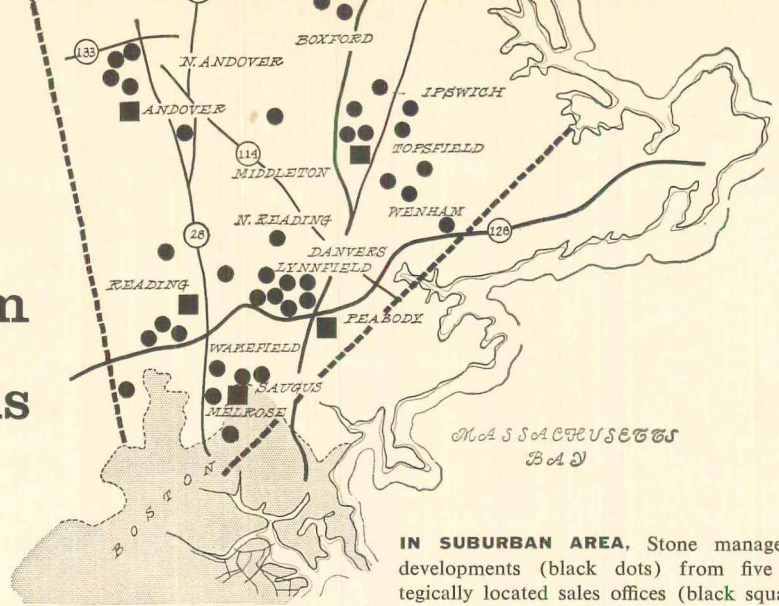 BOXFORD
133
N. ANDOVER
ANDOVER
IPSWICH
114
TOPSFIELD
MIDDLETON
WENHAM
N. READING
28
128
DANVERS
LYNNFIELD
READING
PEABODY
WAKEFIELD
SAUGUS
MELROSE
MASSACHUSETTS
BAY
BOSTON
IN SUBURBAN AREA, Stone manage
developments (black dots) from five
tegically located sales offices (black squa